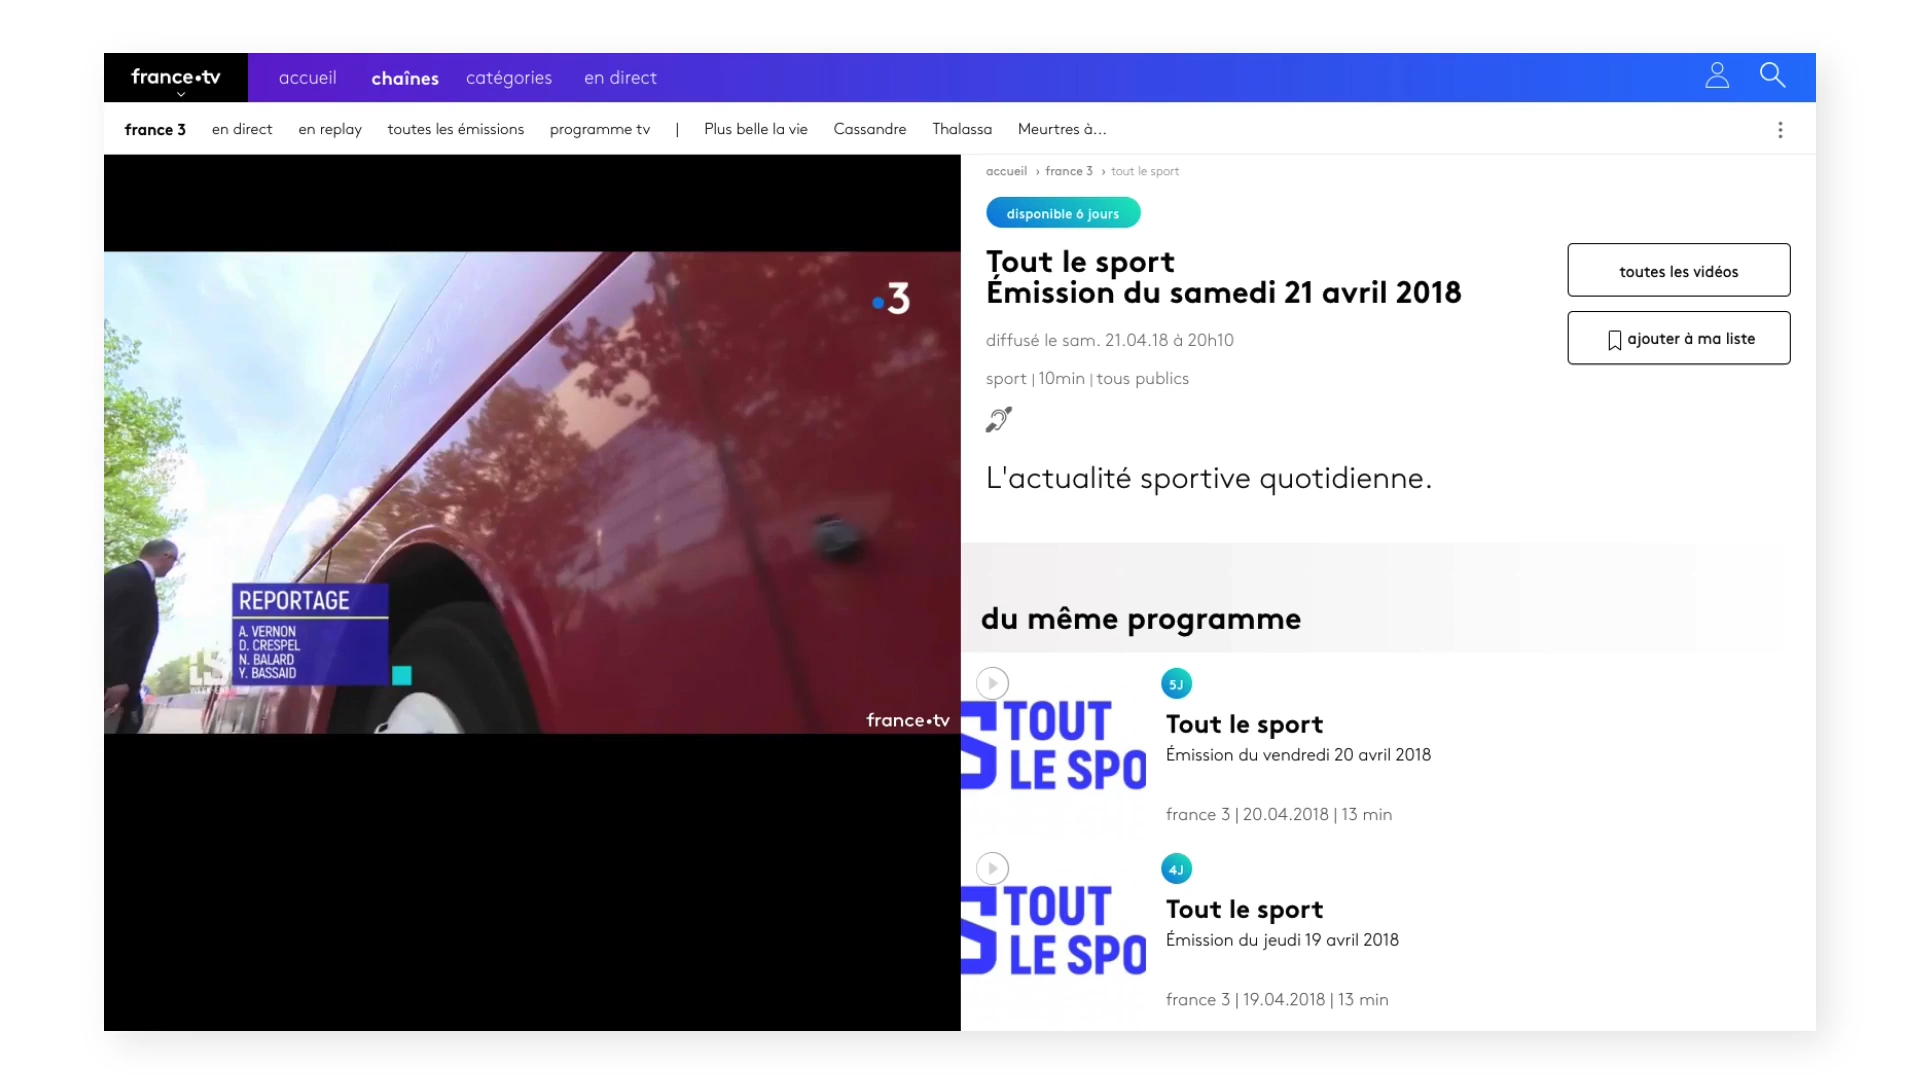 france•tv
accueil chaînes catégories en direct
france 3 en direct en replay toutes les émissions programme tv | Plus belle la vie Cassandre Thalassa Meurtres à...
3
REPORTAGE
A. VERNON
D. CRESPEL
N. BALARD
Y. BASSAID
france•tv
accueil › france 3 › tout le sport
disponible 6 jours
Tout le sport
Émission du samedi 21 avril 2018
toutes les vidéos
ajouter à ma liste
diffusé le sam. 21.04.18 à 20h10
sport | 10min | tous publics
L'actualité sportive quotidienne.
du même programme
TOUT
LE SPO
5J
Tout le sport
Émission du vendredi 20 avril 2018
france 3 | 20.04.2018 | 13 min
TOUT
LE SPO
4J
Tout le sport
Émission du jeudi 19 avril 2018
france 3 | 19.04.2018 | 13 min